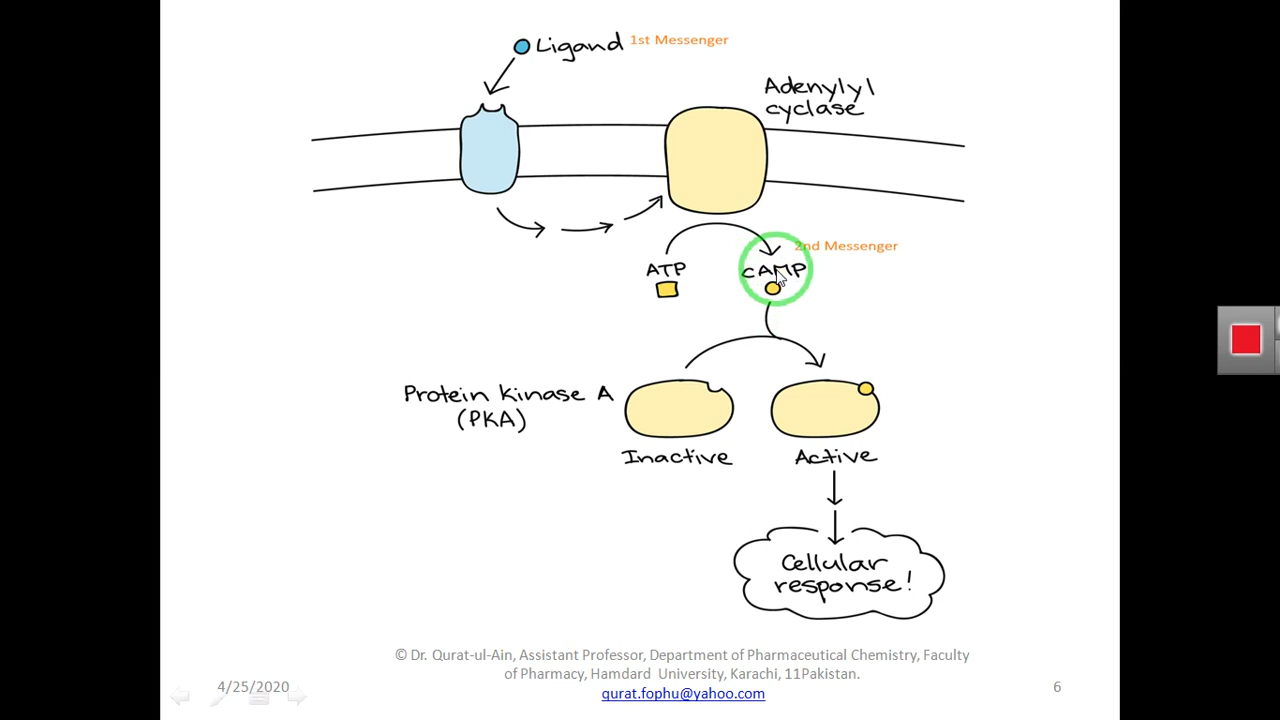 Ligand 1st Messenger
Adenylyl
cyclase
2nd Messenger
ATP
cAMP
Protein kinase A
(PKA)
Inactive
Active
Cellular
response!
© Dr. Qurat-ul-Ain, Assistant Professor, Department of Pharmaceutical Chemistry, Faculty
of Pharmacy, Hamdard University, Karachi, 11Pakistan.
qurat.fophu@yahoo.com
4/25/2020
6